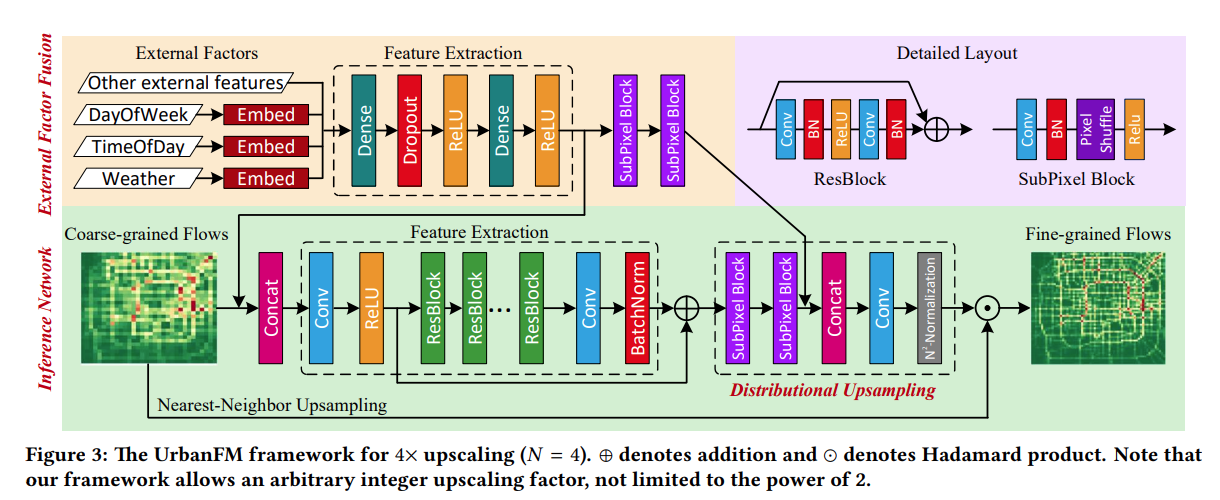 External Factor Fusion
External Factors
Other external features
DayOfWeek
Embed
TimeOfDay
Embed
Weather
Embed
Feature Extraction
Dense
Dropout
ReLU
Dense
ReLU
SubPixel Block
SubPixel Block
Detailed Layout
Conv
BN
ReLU
Conv
BN
ResBlock
Conv
BN
Pixel
Shuffle
Relu
SubPixel Block
Inference Network
Coarse-grained Flows
Concat
Feature Extraction
Conv
ReLU
ResBlock
ResBlock
...
ResBlock
Conv
BatchNorm
SubPixel Block
SubPixel Block
Concat
Conv
N²-Normalization
Distributional Upsampling
Fine-grained Flows
Nearest-Neighbor Upsampling
Figure 3: The UrbanFM framework for 4× upscaling (N = 4). ⊕ denotes addition and ⊙ denotes Hadamard product. Note that
our framework allows an arbitrary integer upscaling factor, not limited to the power of 2.